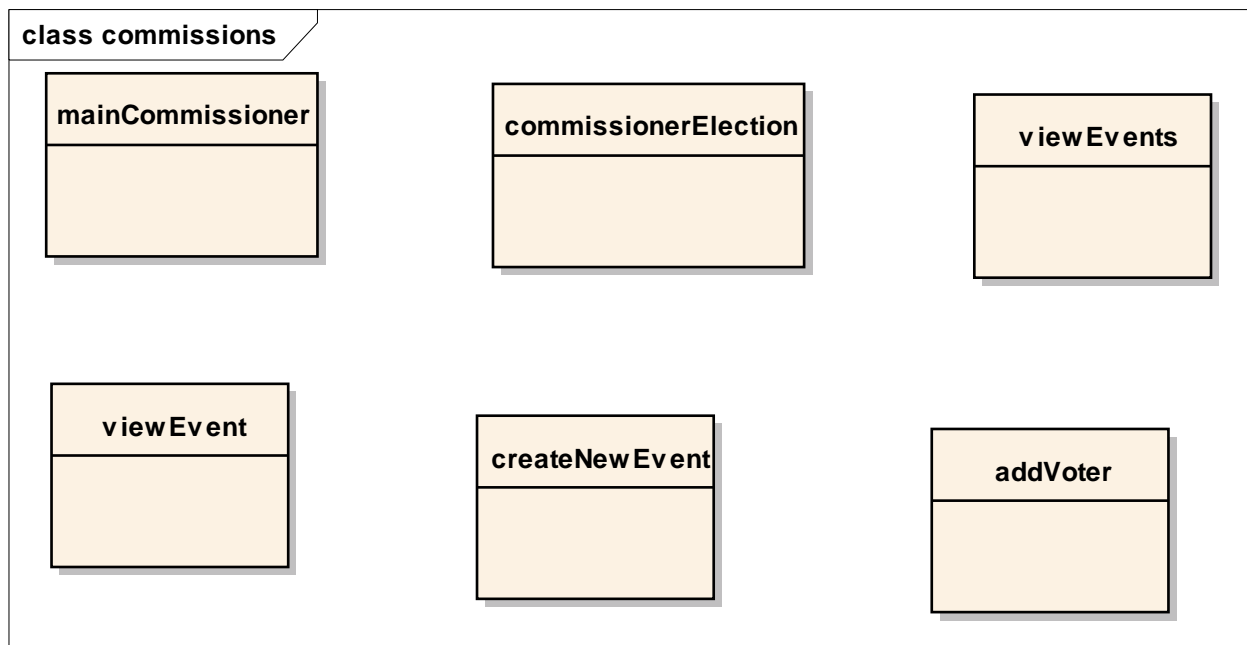 class commissions
mainCommissioner
commissionerElection
viewEvents
viewEvent
createNewEvent
addVoter